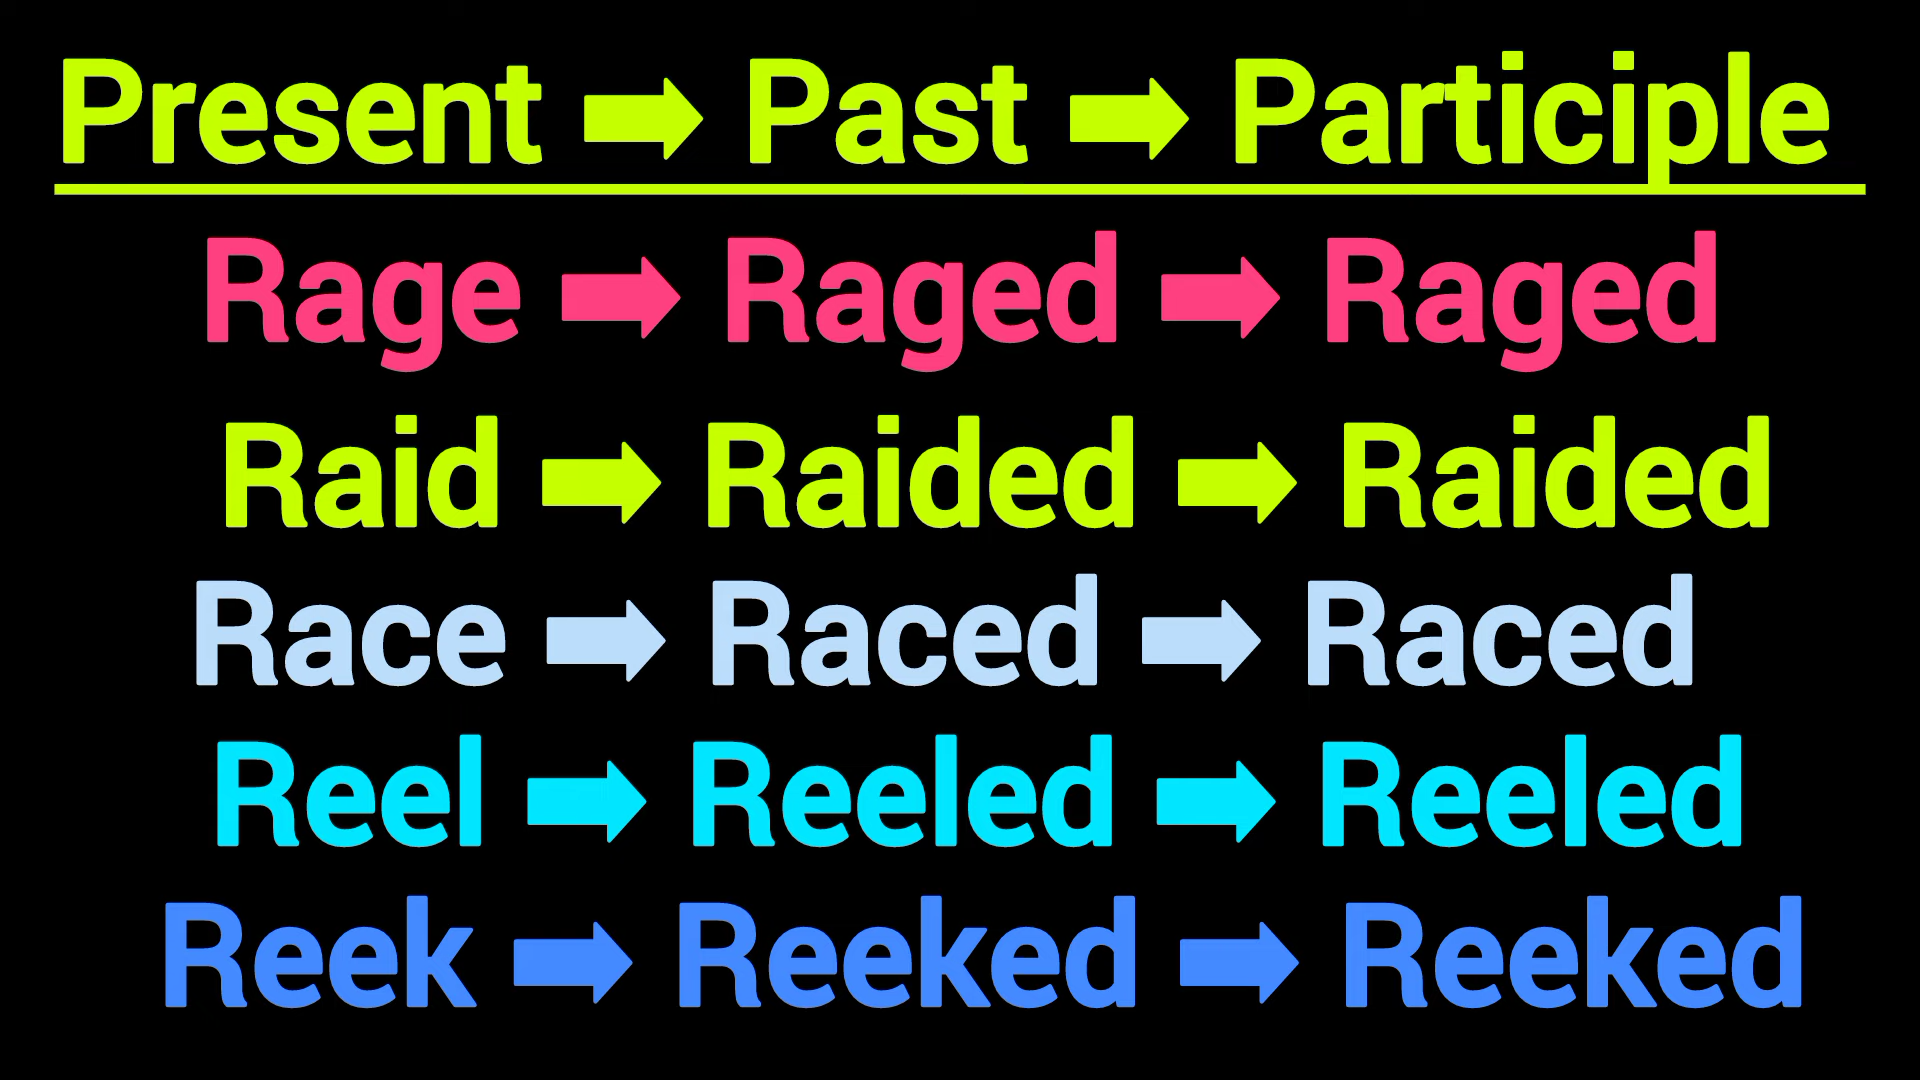 Present ➡ Past ➡ Participle
Rage ➡ Raged ➡ Raged
Raid ➡ Raided ➡ Raided
Race ➡ Raced ➡ Raced
Reel ➡ Reeled ➡ Reeled
Reek ➡ Reeked ➡ Reeked